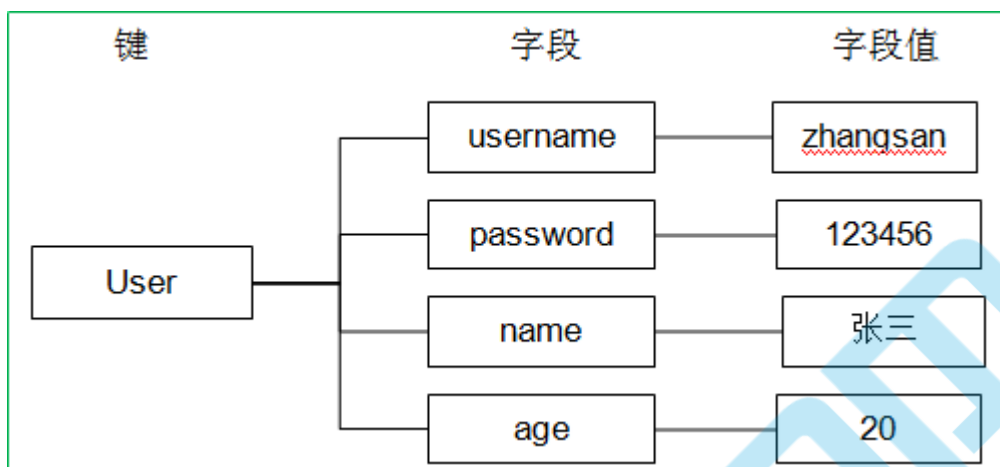 键 字段 字段值
username zhangsan
password 123456
User
name 张三
age 20